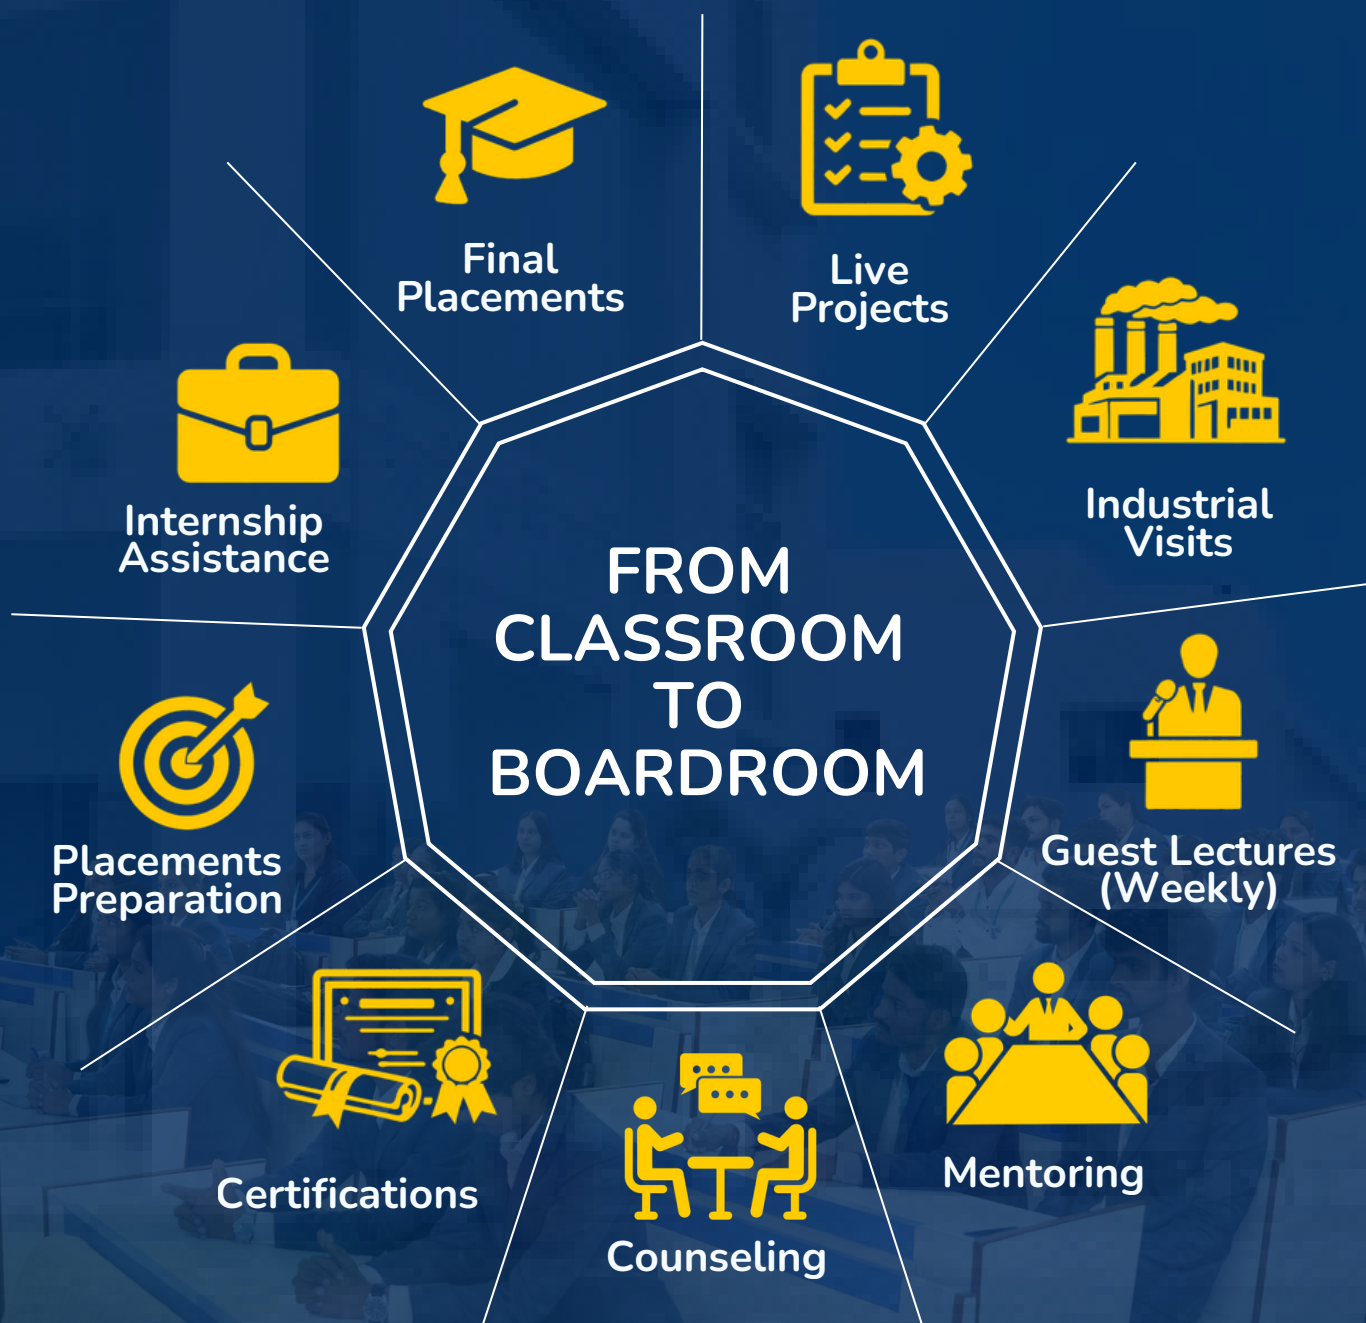 Final
Placements
Live
Projects
Industrial
Visits
Internship
Assistance
FROM
CLASSROOM
TO
BOARDROOM
Guest Lectures
(Weekly)
Placements
Preparation
Mentoring
Certifications
Counseling